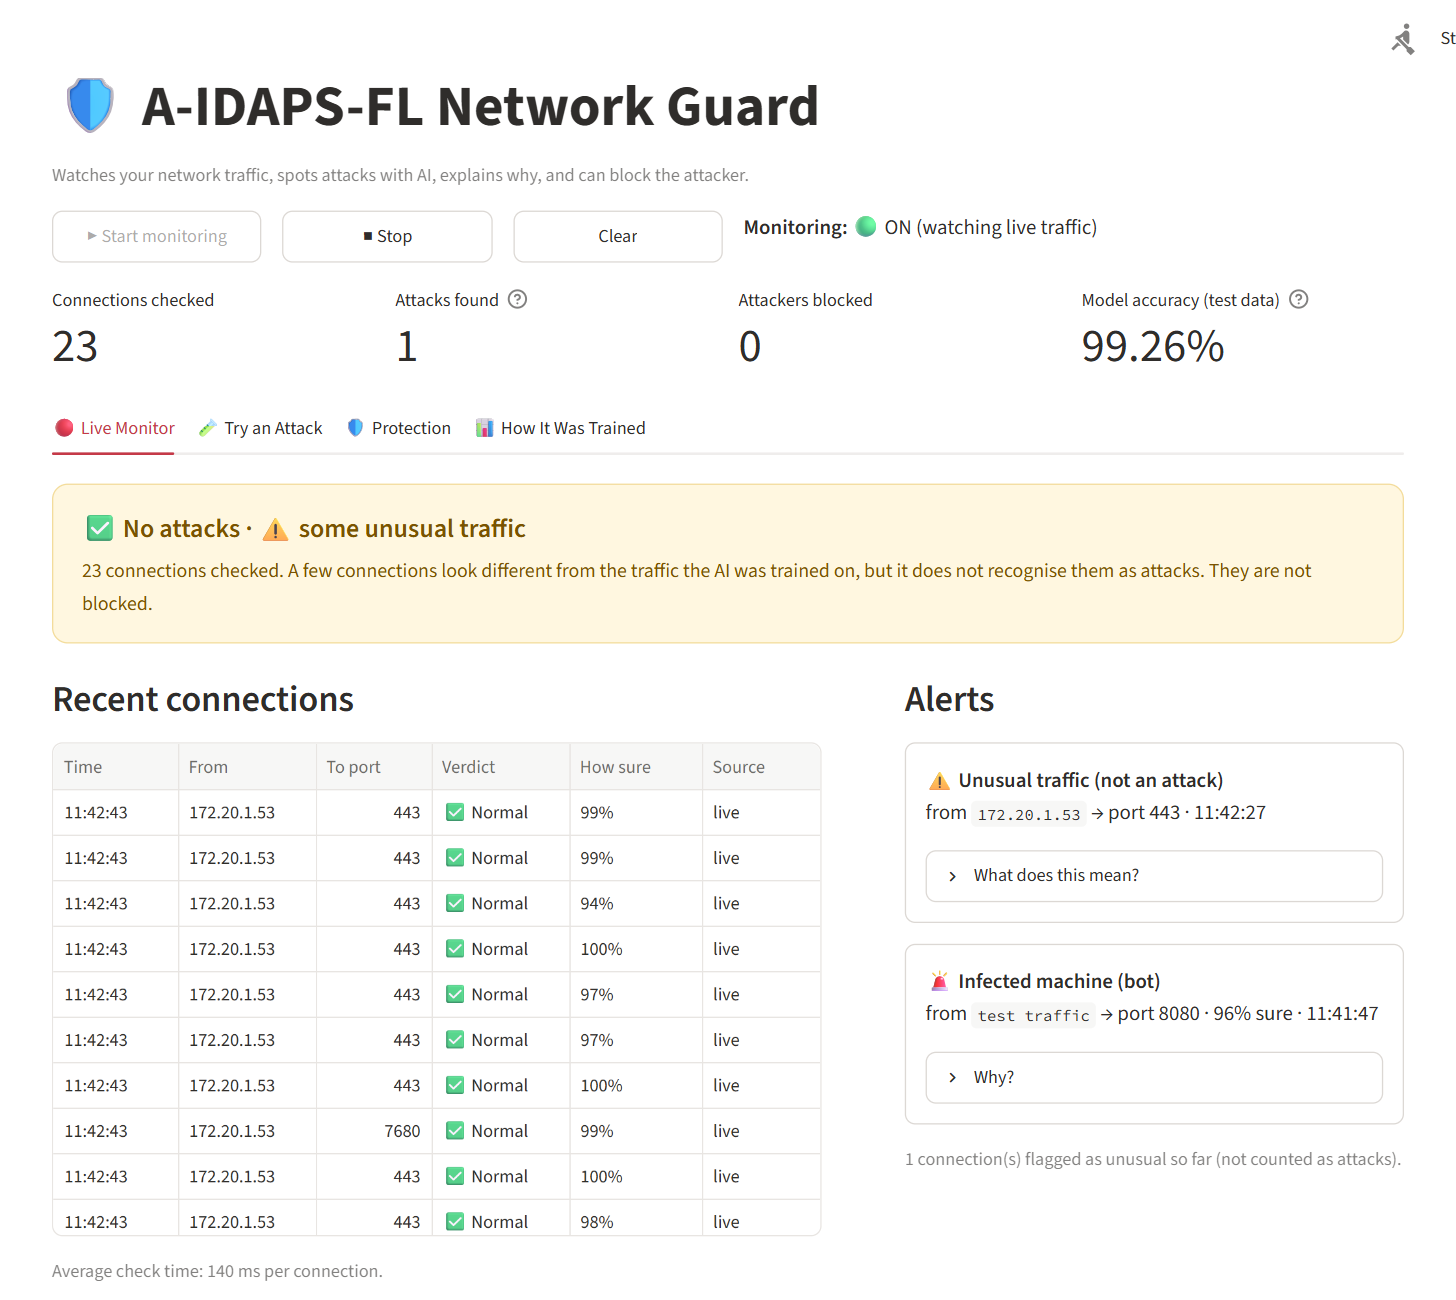 St
A-IDAPS-FL Network Guard
Watches your network traffic, spots attacks with AI, explains why, and can block the attacker.
Start monitoring
Stop
Clear
Monitoring: ON (watching live traffic)
Connections checked
23
Attacks found
1
Attackers blocked
0
Model accuracy (test data)
99.26%
Live Monitor
Try an Attack
Protection
How It Was Trained
No attacks · some unusual traffic
23 connections checked. A few connections look different from the traffic the AI was trained on, but it does not recognise them as attacks. They are not
blocked.
Recent connections
Time From To port Verdict How sure Source
11:42:43 172.20.1.53 443 Normal 99% live
11:42:43 172.20.1.53 443 Normal 99% live
11:42:43 172.20.1.53 443 Normal 94% live
11:42:43 172.20.1.53 443 Normal 100% live
11:42:43 172.20.1.53 443 Normal 97% live
11:42:43 172.20.1.53 443 Normal 97% live
11:42:43 172.20.1.53 443 Normal 100% live
11:42:43 172.20.1.53 7680 Normal 99% live
11:42:43 172.20.1.53 443 Normal 100% live
11:42:43 172.20.1.53 443 Normal 98% live
Average check time: 140 ms per connection.
Alerts
Unusual traffic (not an attack)
from 172.20.1.53 → port 443 · 11:42:27
What does this mean?
Infected machine (bot)
from test traffic → port 8080 · 96% sure · 11:41:47
Why?
1 connection(s) flagged as unusual so far (not counted as attacks).